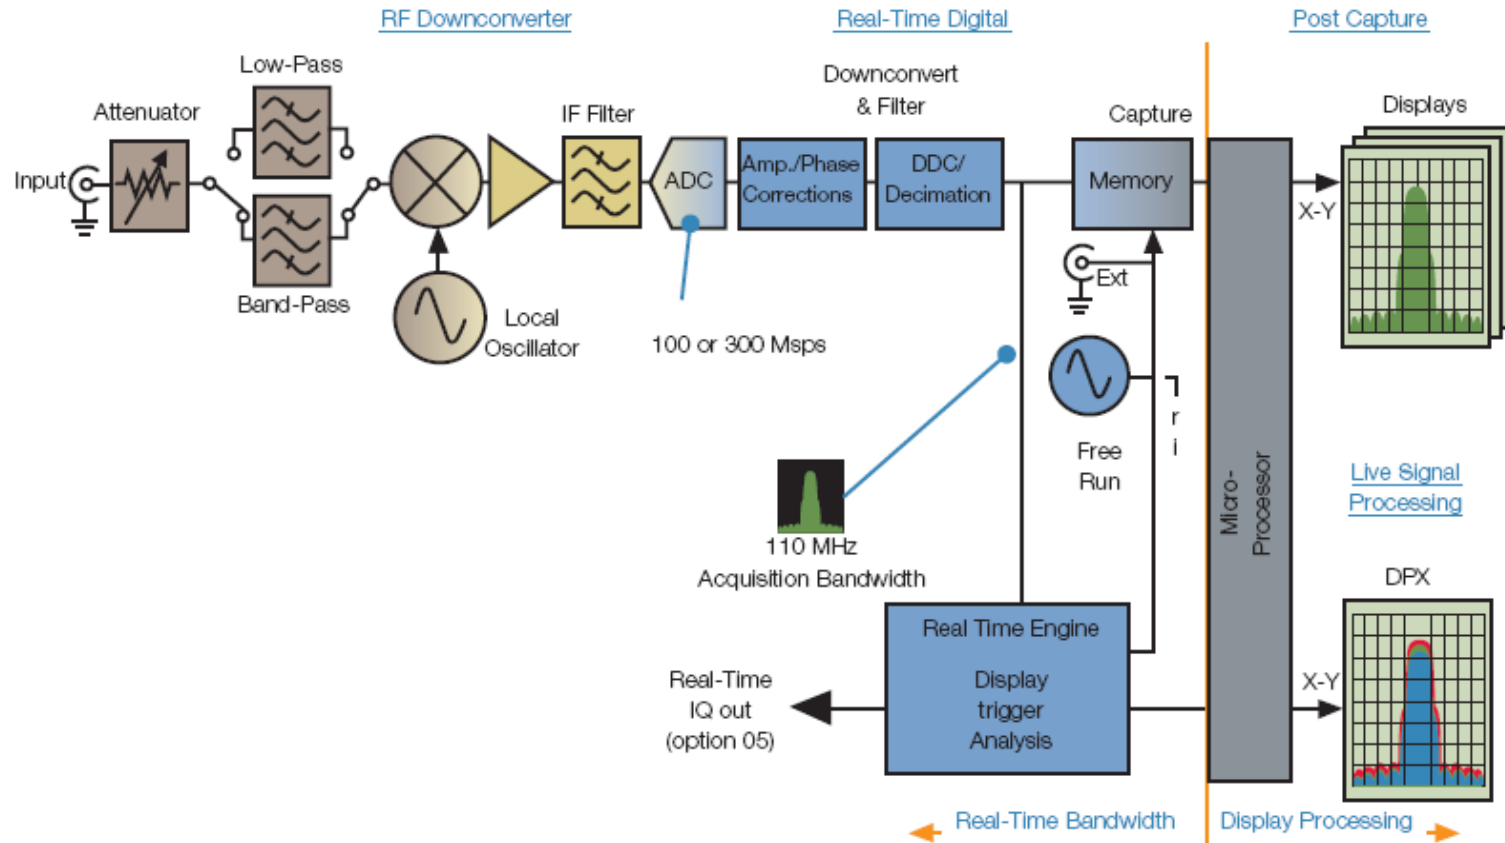 RF Downconverter
Real-Time Digital
Post Capture
Low-Pass
Downconvert
& Filter
Attenuator
IF Filter
Capture
Displays
Input
ADC
Amp./Phase
Corrections
DDC/
Decimation
Memory
X-Y
Ext
Band-Pass
Local
Oscillator
100 or 300 Msps
r
i
Free
Run
Micro-
Processor
Live Signal
Processing
110 MHz
Acquisition Bandwidth
DPX
Real Time Engine
Real-Time
IQ out
(option 05)
Display
trigger
Analysis
X-Y
Real-Time Bandwidth
Display Processing